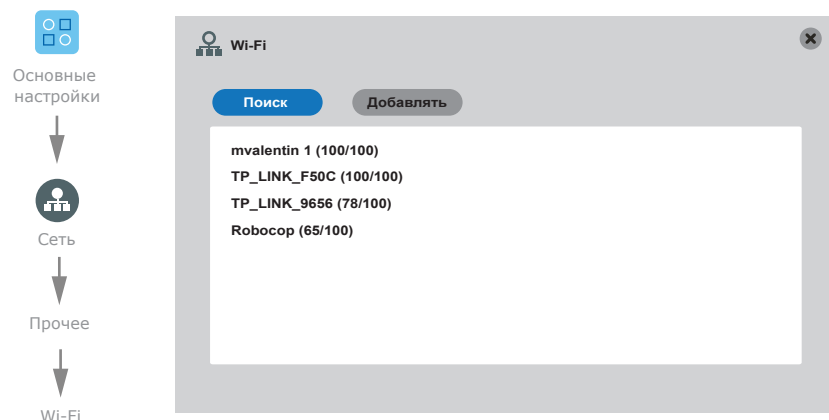 Основные
настройки
Сеть
Прочее
Wi-Fi
Wi-Fi
Поиск
Добавлять
mvalentin 1 (100/100)
TP_LINK_F50C (100/100)
TP_LINK_9656 (78/100)
Robocop (65/100)